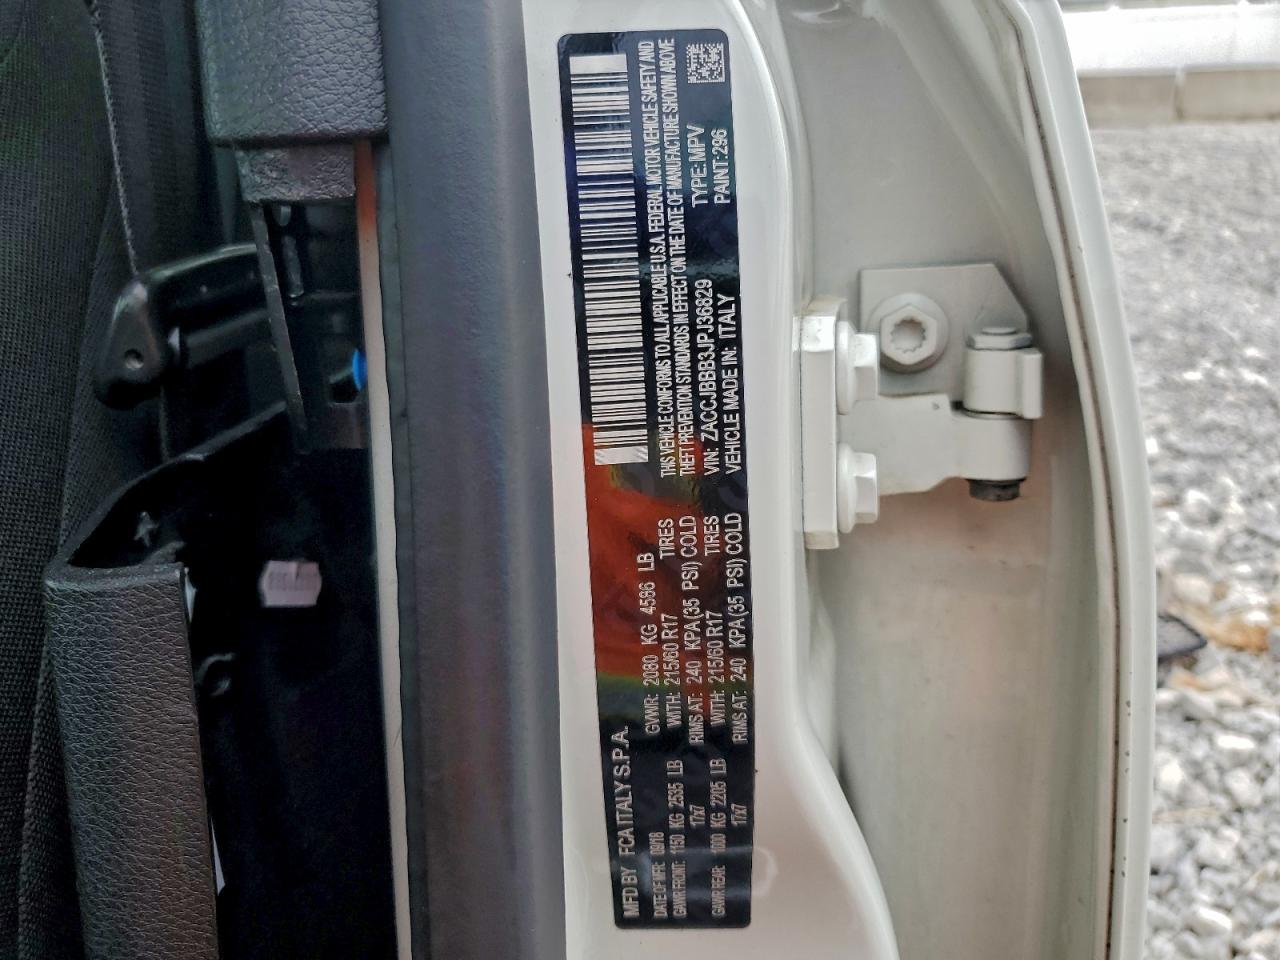 MFD BY FCA ITALY S.P.A.
DATE OF MFR: 09/18 GVWR: 2080 KG 4586 LB
GAWR FRONT: 1150 KG 2535 LB WITH: 215/60 R17 TIRES
17x7 RIMS AT: 240 KPA (35 PSI) COLD
GAWR REAR: 1000 KG 2205 LB WITH: 215/60 R17 TIRES
17x7 RIMS AT: 240 KPA (35 PSI) COLD
THIS VEHICLE CONFORMS TO ALL APPLICABLE U.S.A. FEDERAL MOTOR VEHICLE SAFETY AND
THEFT PREVENTION STANDARDS IN EFFECT ON THE DATE OF MANUFACTURE SHOWN ABOVE
VIN: ZACCJBBB3JPJ36829 TYPE: MPV
VEHICLE MADE IN: ITALY PAINT: 296